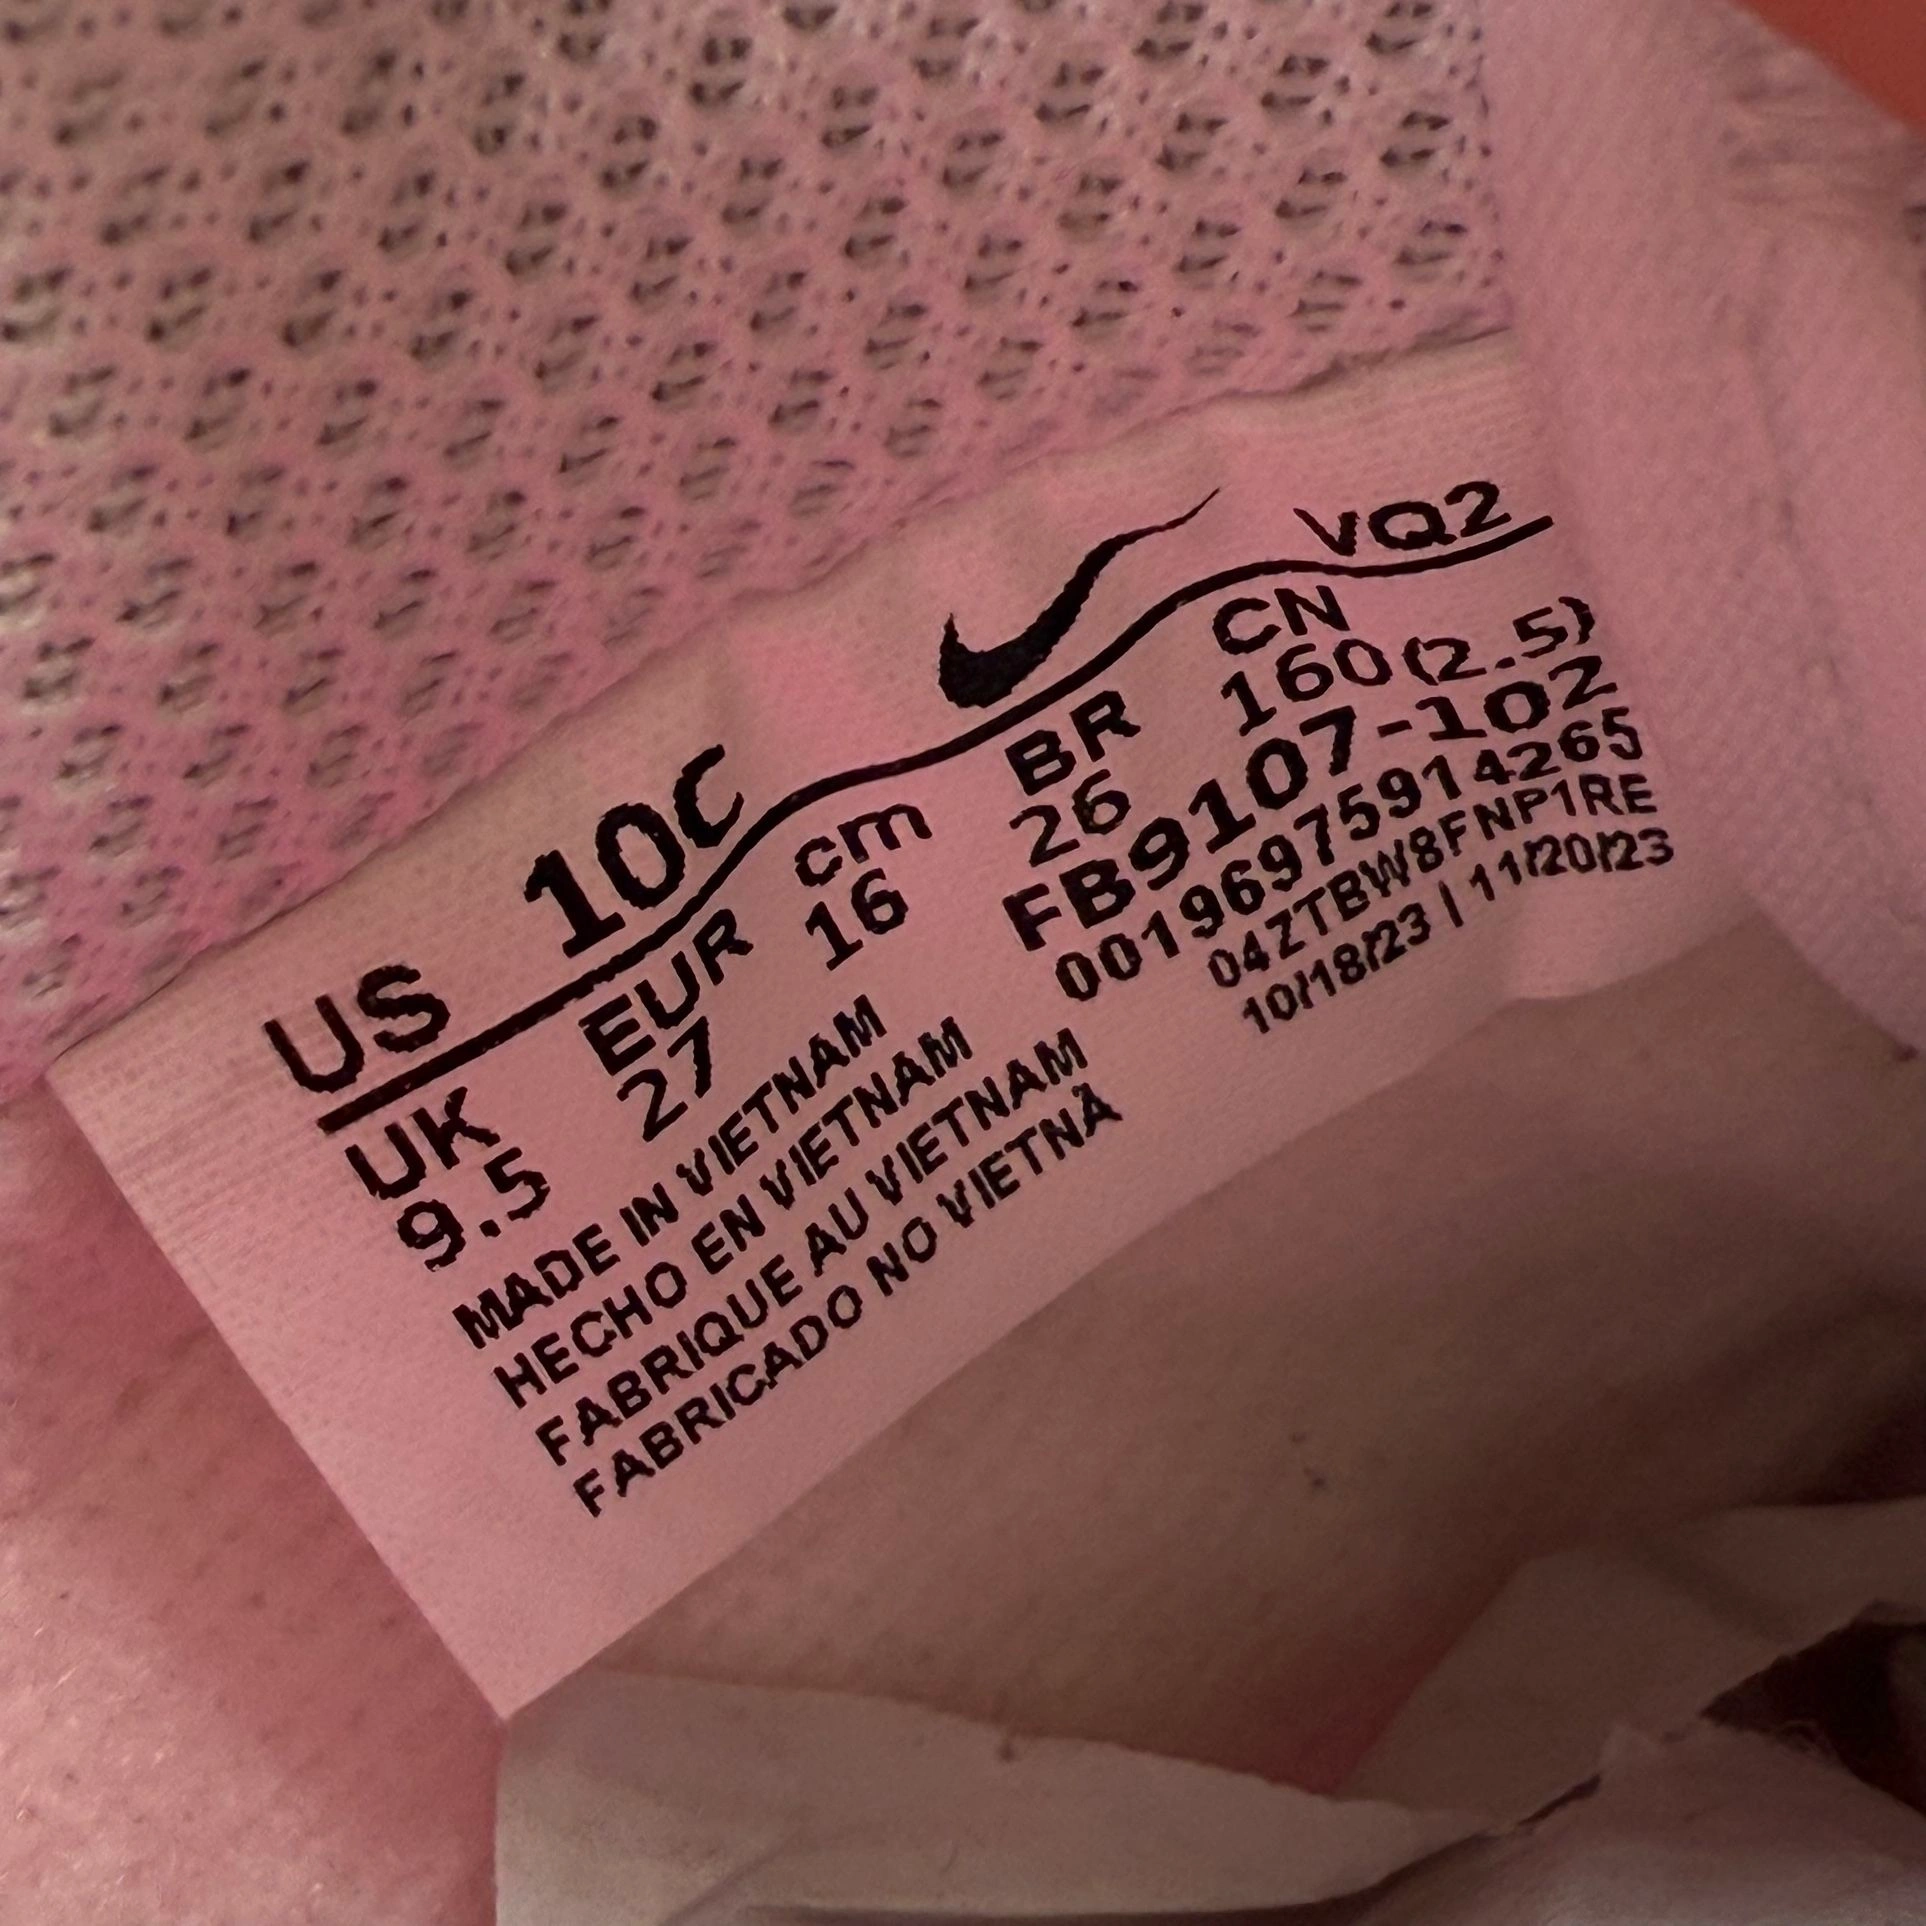 VQ2
US 10C
UK EUR cm BR CN
9.5 27 16 26 160(2.5)
MADE IN VIETNAM
HECHO EN VIETNAM
FABRIQUE AU VIETNAM
FABRICADO NO VIETNÃ
FB9107-102
00196975914265
04ZTBW8FNP1RE
10/18/23 | 11/20/23